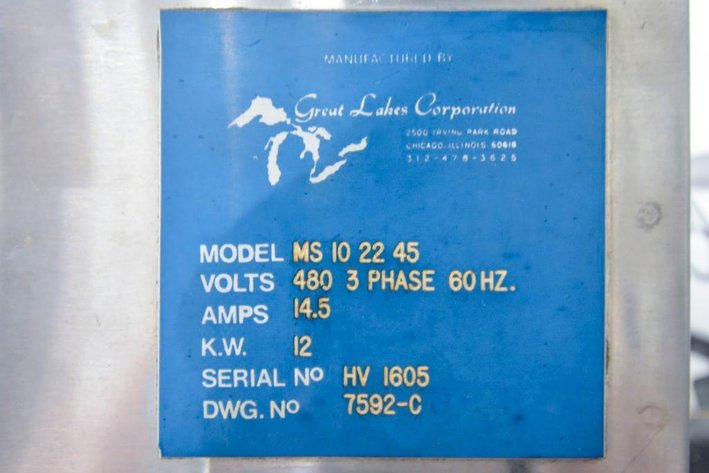 MANUFACTURED BY
Great Lakes Corporation
2500 IRVING PARK ROAD
CHICAGO, ILLINOIS 60618
312-478-3625
MODEL MS 10 22 45
VOLTS 480 3 PHASE 60 HZ.
AMPS 14.5
K.W. 12
SERIAL NO HV 1605
DWG. NO 7592-C